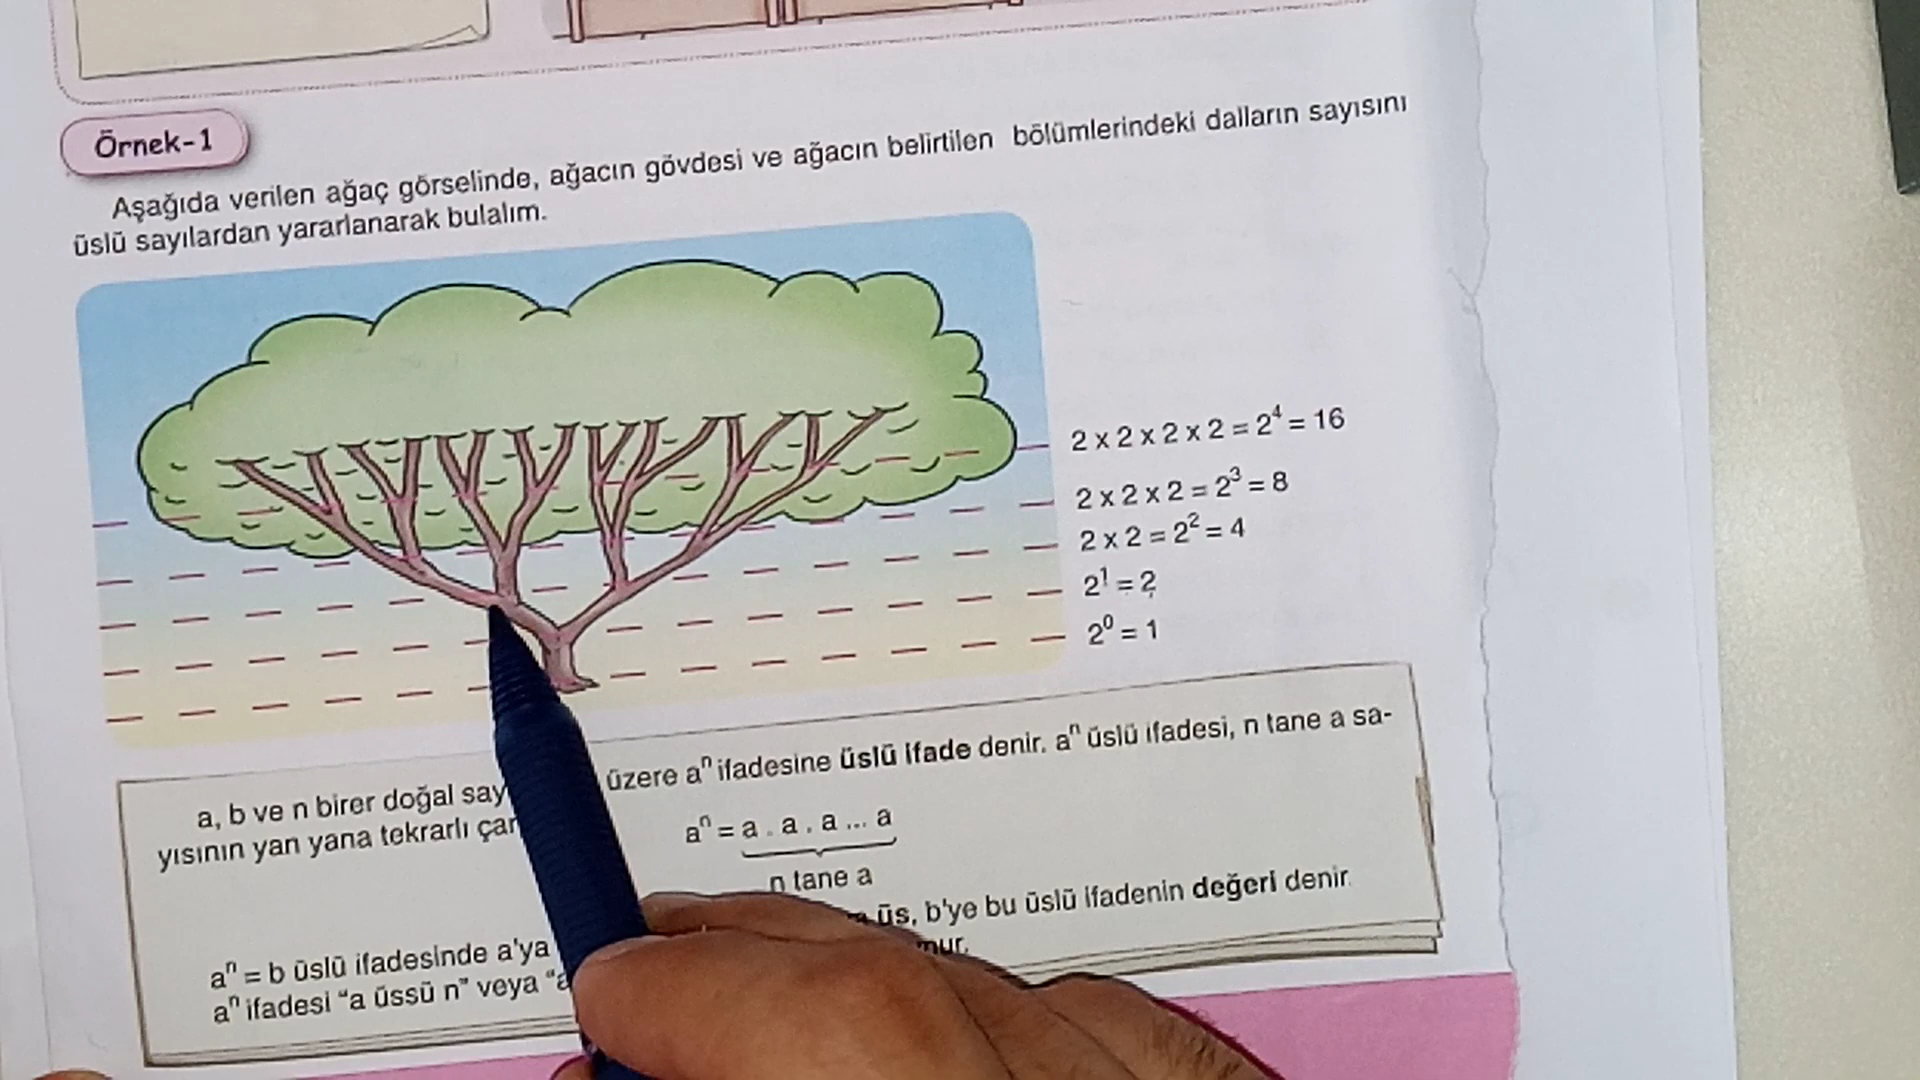 Örnek-1
Aşağıda verilen ağaç görselinde, ağacın gövdesi ve ağacın belirtilen bölümlerindeki dalların sayısını
üslü sayılardan yararlanarak bulalım.
2 x 2 x 2 x 2 = 2⁴ = 16
2 x 2 x 2 = 2³ = 8
2 x 2 = 2² = 4
2¹ = 2
2⁰ = 1
a, b ve n birer doğal say üzere aⁿ ifadesine üslü ifade denir. aⁿ üslü ifadesi, n tane a sa-
yısının yan yana tekrarlı çar
aⁿ = a . a . a ... a
n tane a
aⁿ = b üslü ifadesinde a'ya üs, b'ye bu üslü ifadenin değeri denir
aⁿ ifadesi “a üssü n” veya “a